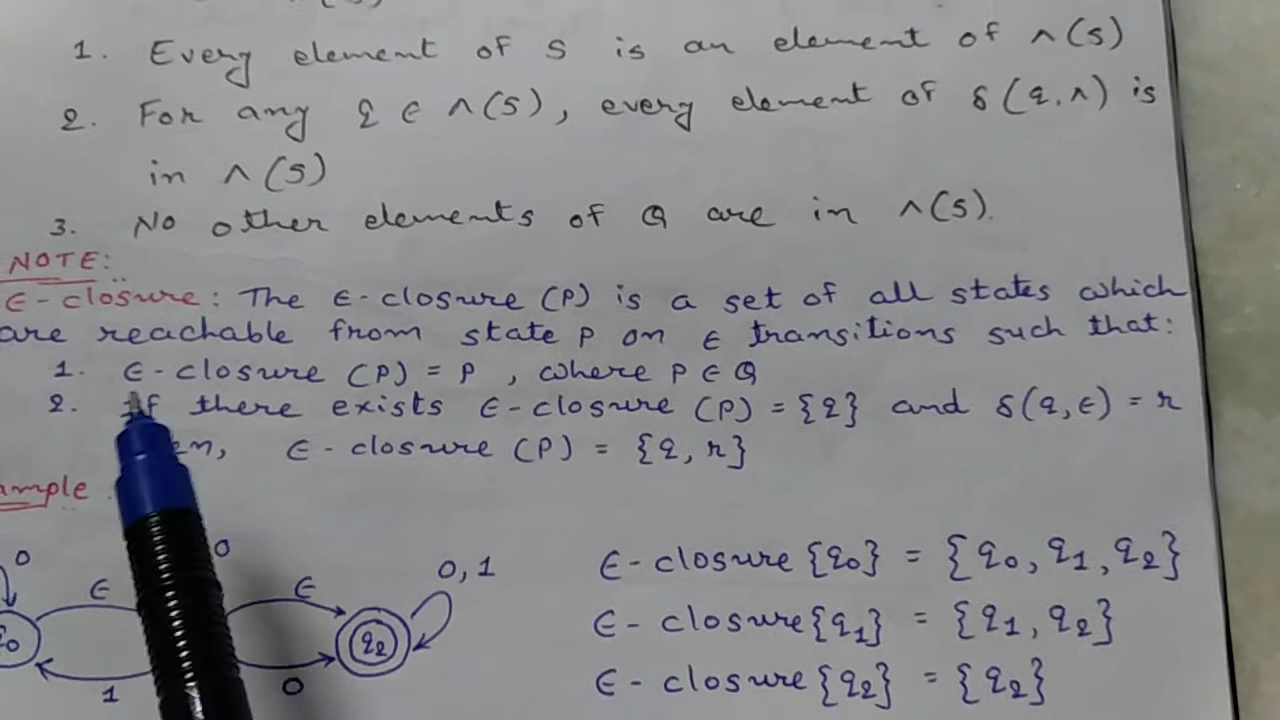 1. Every element of S is an element of ∧(S)
2. For any q ∈ ∧(S), every element of δ(q, ∧) is
in ∧(S)
3. No other elements of Q are in ∧(S).
NOTE:
ε-closure: The ε-closure (P) is a set of all states which
are reachable from state P on ε transitions such that:
1. ε-closure (P) = P, where P ∈ Q
2. If there exists ε-closure (P) = {q} and δ(q, ε) = r
ε-closure (P) = {q, r}
0 0
ε ε 0,1 ε-closure {q0} = {q0, q1, q2}
q2 ε-closure {q1} = {q1, q2}
1 0 ε-closure {q2} = {q2}